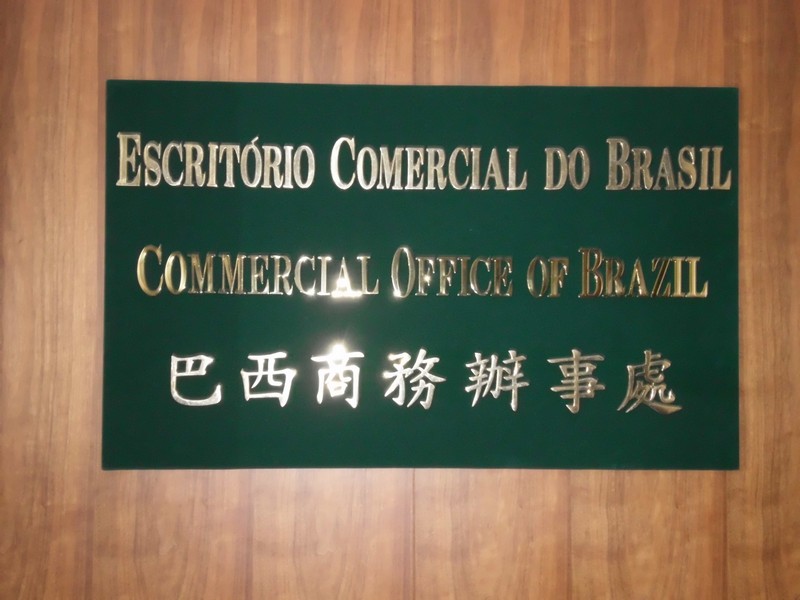 ESCRITÓRIO COMERCIAL DO BRASIL
COMMERCIAL OFFICE OF BRAZIL
巴西商務辦事處